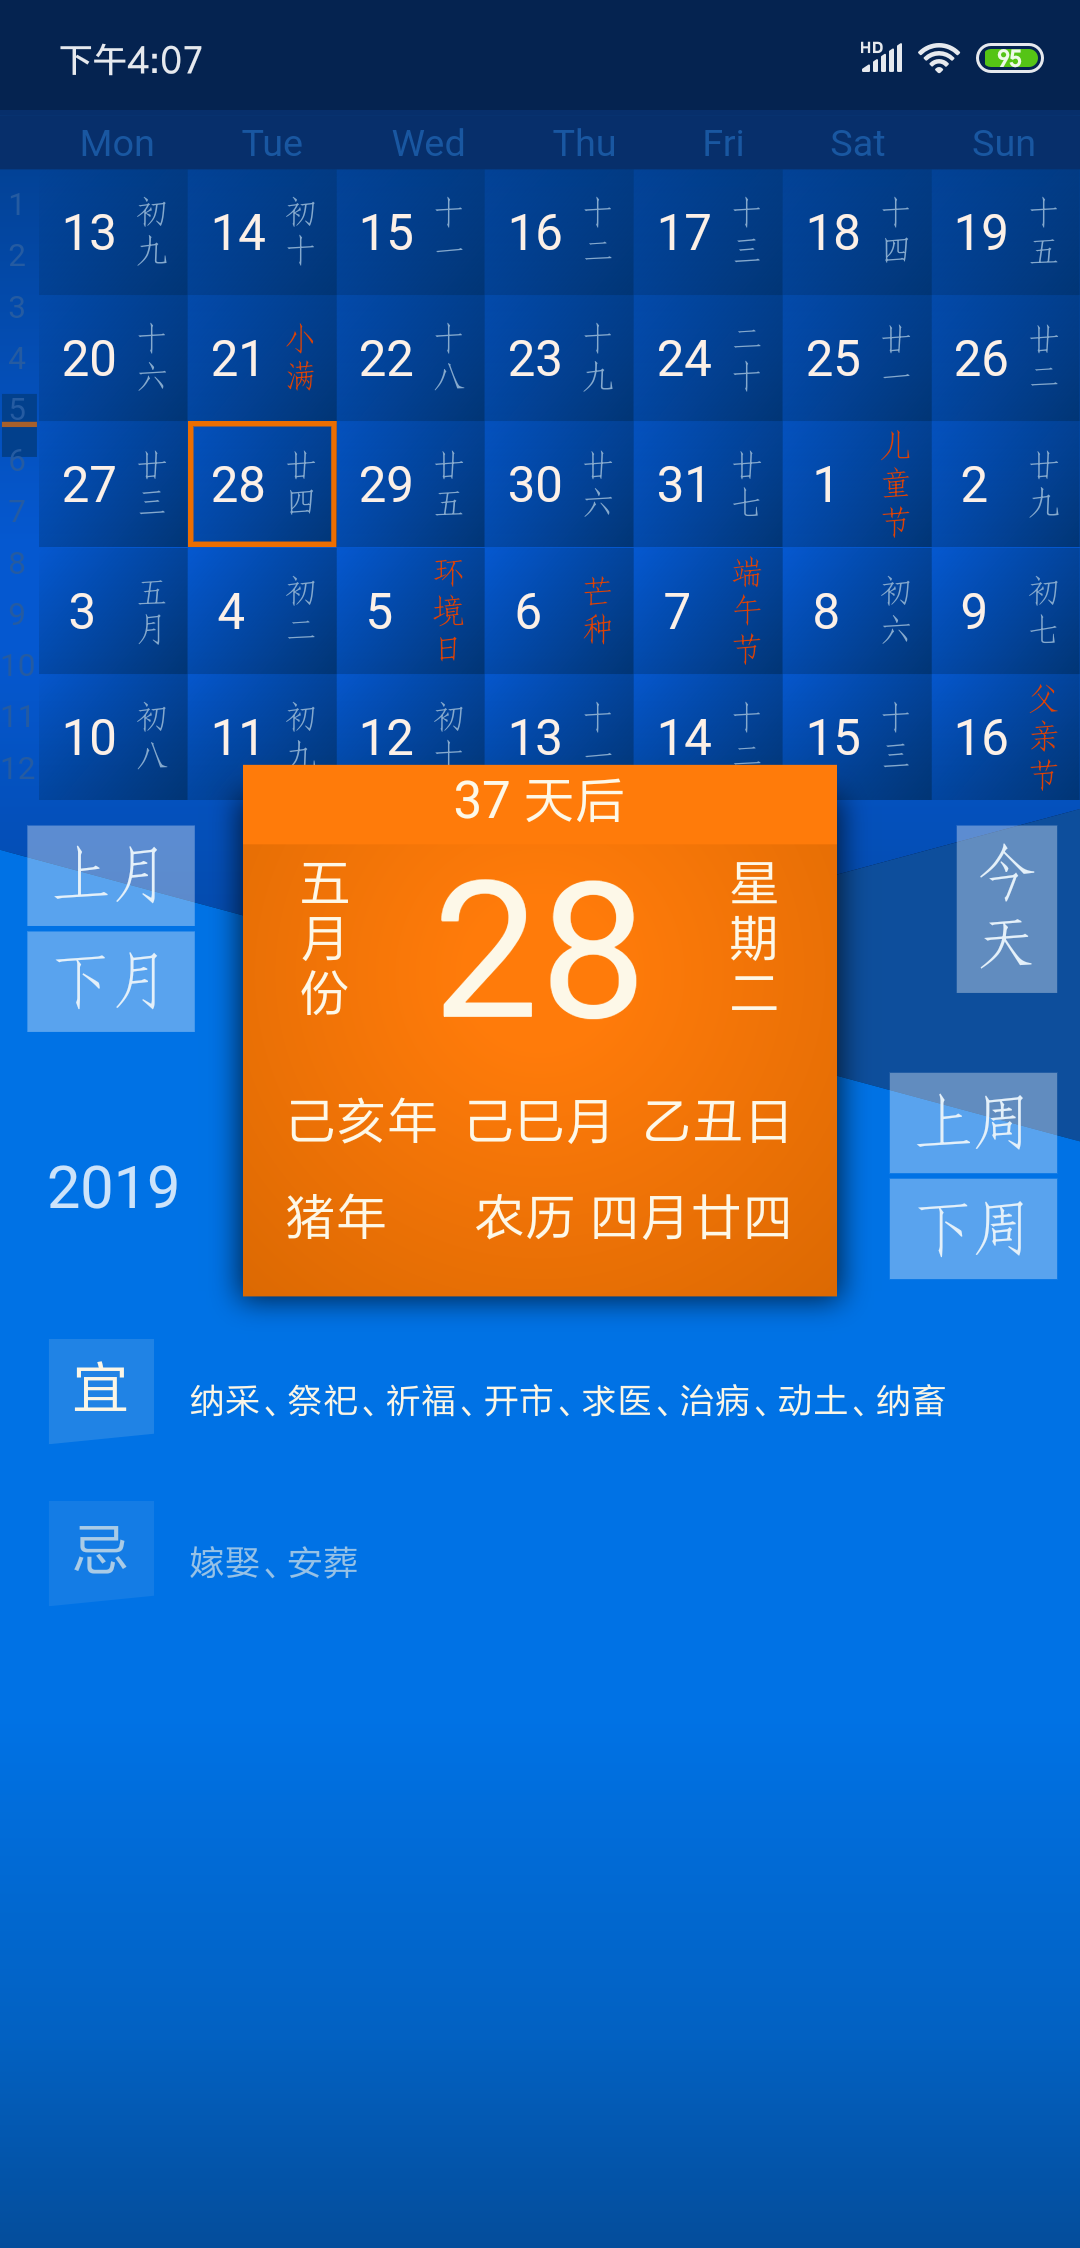 下午4:07 HD 95
Mon Tue Wed Thu Fri Sat Sun
1
2
3
4
5
6
7
8
9
10
11
12
13 初九 14 初十 15 十一 16 十二 17 十三 18 十四 19 十五
20 十六 21 小满 22 十八 23 十九 24 二十 25 廿一 26 廿二
27 廿三 28 廿四 29 廿五 30 廿六 31 廿七 1 儿童节 2 廿九
3 五月 4 初二 5 环境日 6 芒种 7 端午节 8 初六 9 初七
10 初八 11 初九 12 初十 13 十一 14 十二 15 十三 16 父亲节
37 天后
五月份 28 星期二
己亥年 己巳月 乙丑日
猪年 农历 四月廿四
上月
下月
今天
上周
下周
2019
宜 纳采、祭祀、祈福、开市、求医、治病、动土、纳畜
忌 嫁娶、安葬